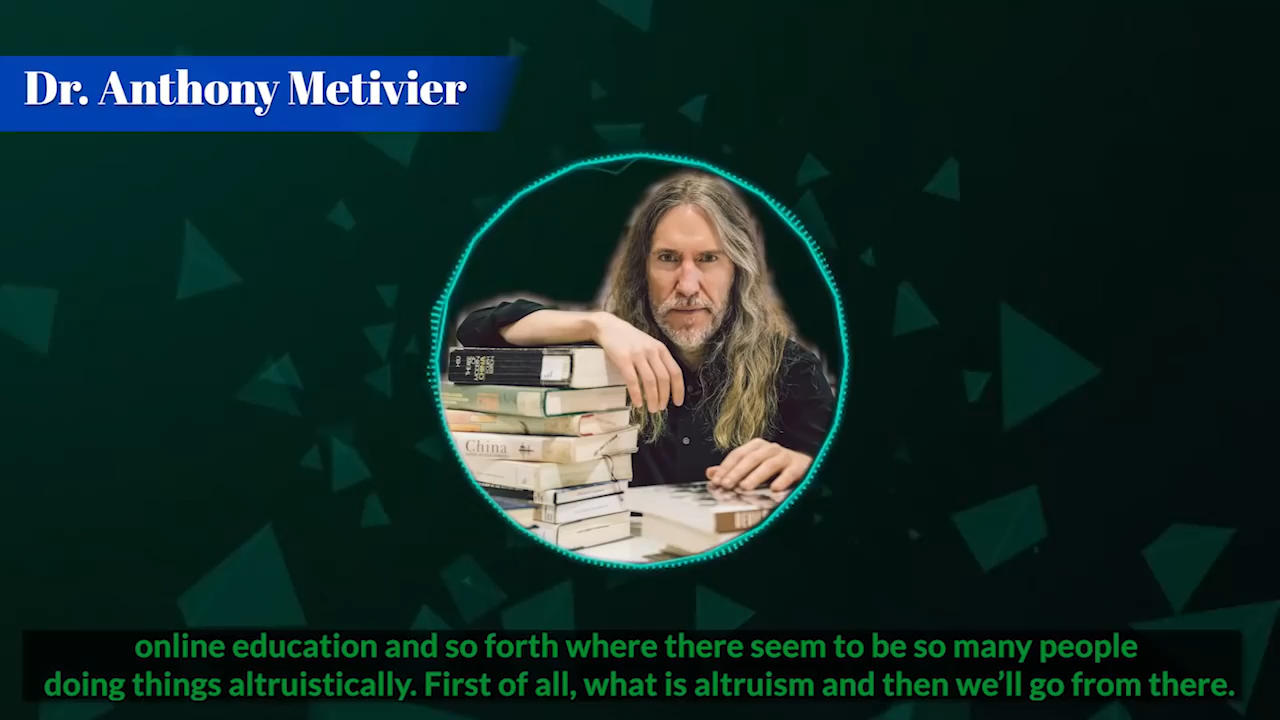 Dr. Anthony Metivier
China
online education and so forth where there seem to be so many people
doing things altruistically. First of all, what is altruism and then we'll go from there.